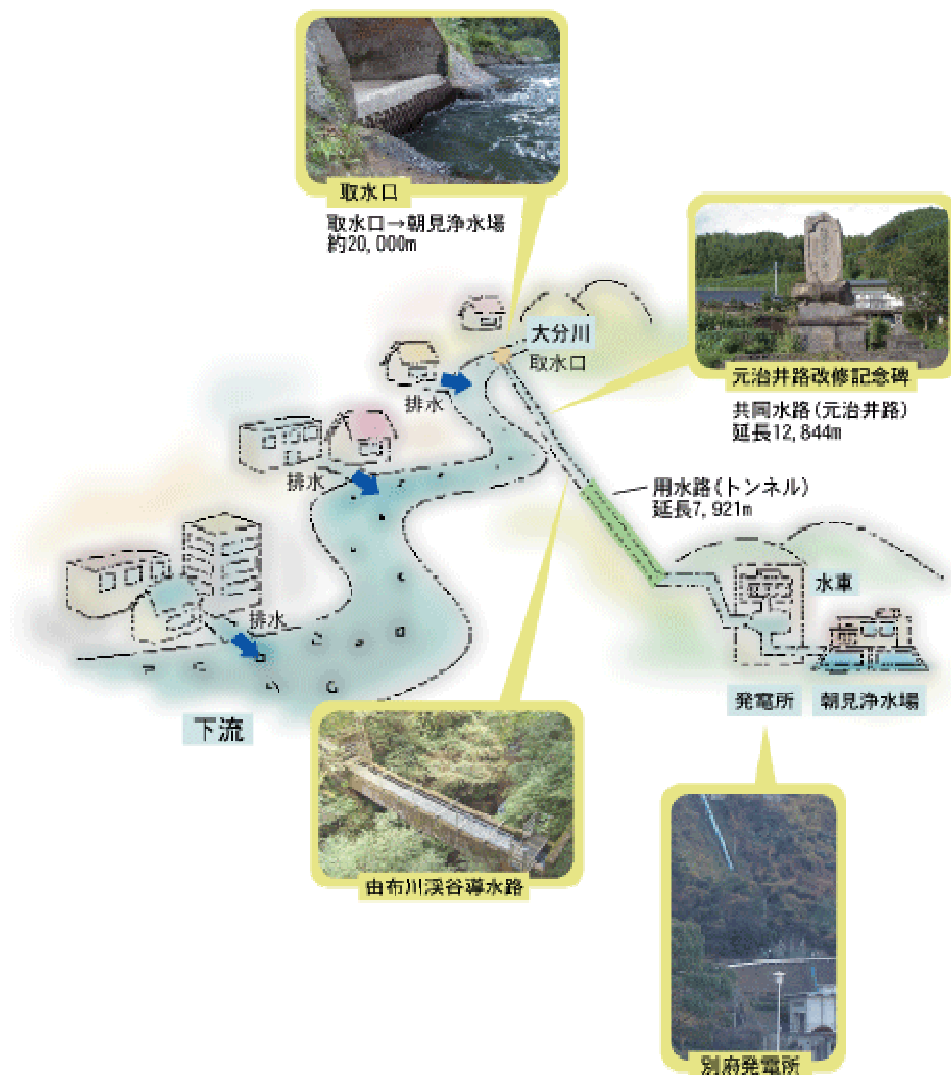 取水口
取水口→朝見浄水場
約20,000m
大分川
取水口
元治井路改修記念碑
共同水路(元治井路)
延長12,844m
排水
排水
用水路(トンネル)
延長7,921m
水車
排水
下流
発電所
朝見浄水場
由布川渓谷導水路
別府発電所